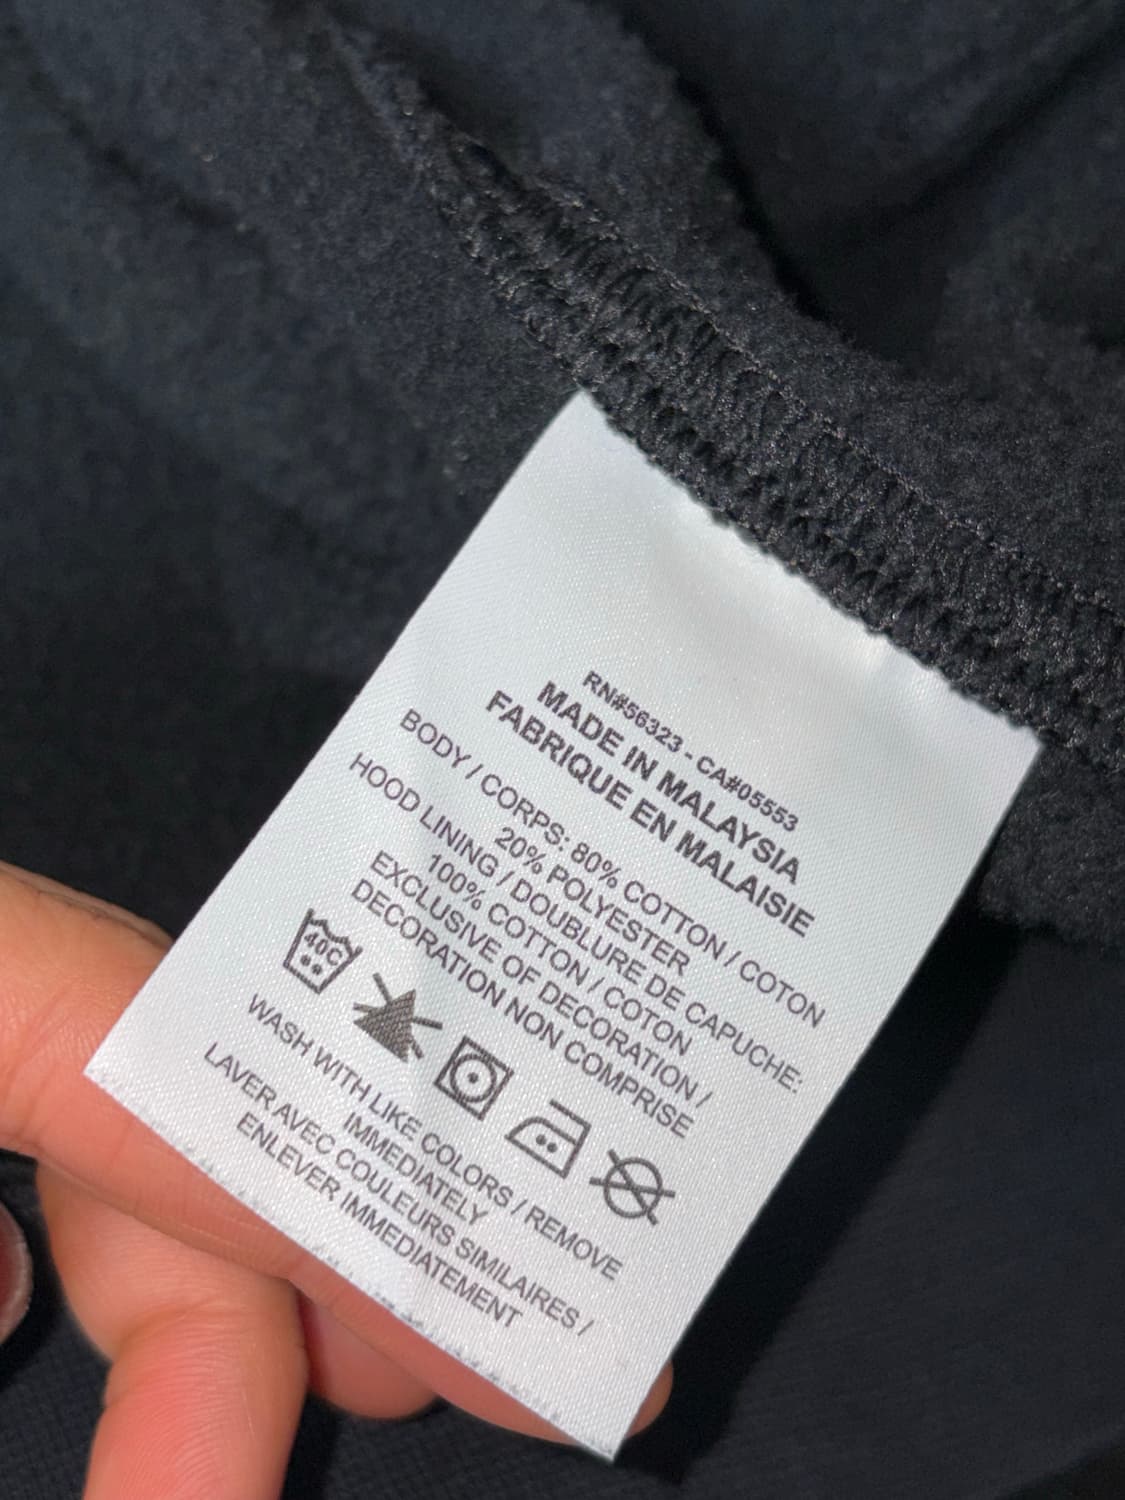 RN#56323 - CA#05553
MADE IN MALAYSIA
FABRIQUE EN MALAISIE
BODY / CORPS: 80% COTTON / COTON
20% POLYESTER
HOOD LINING / DOUBLURE DE CAPUCHE:
100% COTTON / COTON
EXCLUSIVE OF DECORATION /
DECORATION NON COMPRISE
40C
WASH WITH LIKE COLORS / REMOVE
IMMEDIATELY
LAVER AVEC COULEURS SIMILAIRES /
ENLEVER IMMEDIATEMENT